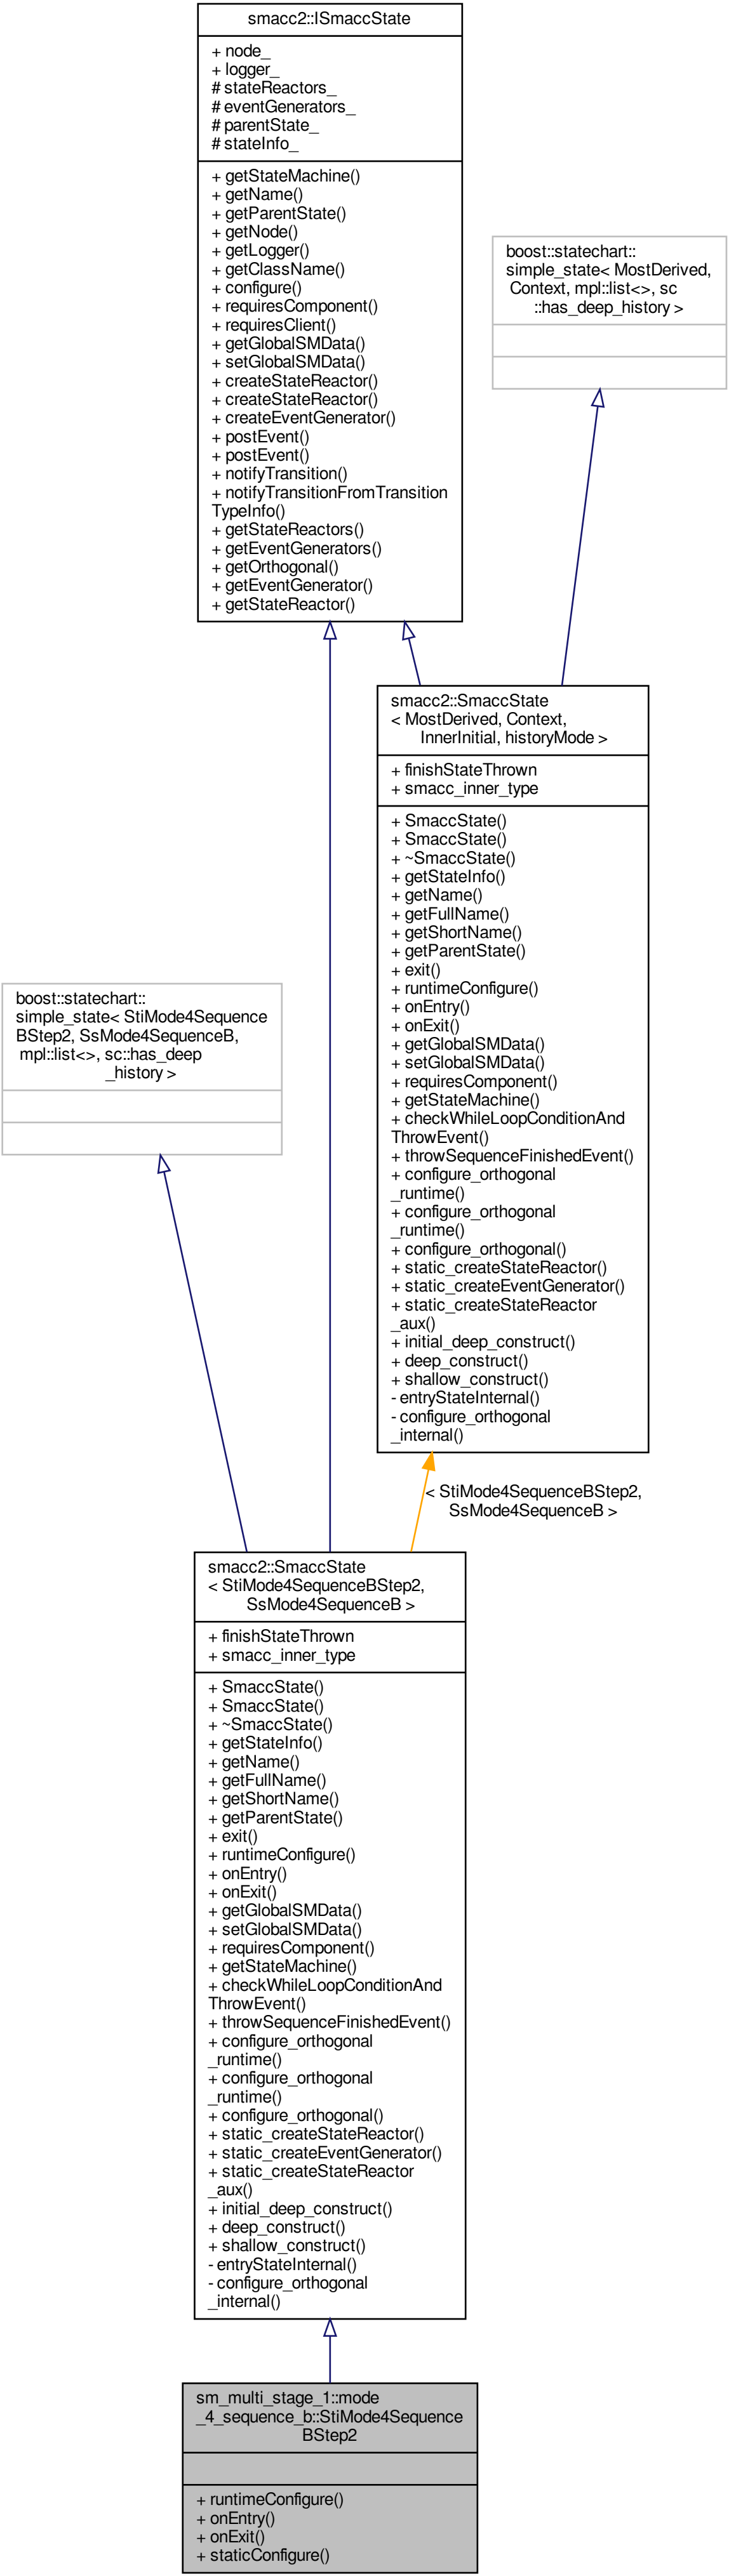 smacc2::ISmaccState
+ node_
+ logger_
# stateReactors_
# eventGenerators_
# parentState_
# stateInfo_
+ getStateMachine()
+ getName()
+ getParentState()
+ getNode()
+ getLogger()
+ getClassName()
+ configure()
+ requiresComponent()
+ requiresClient()
+ getGlobalSMData()
+ setGlobalSMData()
+ createStateReactor()
+ createStateReactor()
+ createEventGenerator()
+ postEvent()
+ postEvent()
+ notifyTransition()
+ notifyTransitionFromTransition
TypeInfo()
+ getStateReactors()
+ getEventGenerators()
+ getOrthogonal()
+ getEventGenerator()
+ getStateReactor()
boost::statechart::
simple_state< MostDerived,
Context, mpl::list<>, sc
::has_deep_history >
smacc2::SmaccState
< MostDerived, Context,
InnerInitial, historyMode >
+ finishStateThrown
+ smacc_inner_type
+ SmaccState()
+ SmaccState()
+ ~SmaccState()
+ getStateInfo()
+ getName()
+ getFullName()
+ getShortName()
+ getParentState()
+ exit()
+ runtimeConfigure()
+ onEntry()
+ onExit()
+ getGlobalSMData()
+ setGlobalSMData()
+ requiresComponent()
+ getStateMachine()
+ checkWhileLoopConditionAnd
ThrowEvent()
+ throwSequenceFinishedEvent()
+ configure_orthogonal
_runtime()
+ configure_orthogonal
_runtime()
+ configure_orthogonal()
+ static_createStateReactor()
+ static_createEventGenerator()
+ static_createStateReactor
_aux()
+ initial_deep_construct()
+ deep_construct()
+ shallow_construct()
- entryStateInternal()
- configure_orthogonal
_internal()
boost::statechart::
simple_state< StiMode4Sequence
BStep2, SsMode4SequenceB,
mpl::list<>, sc::has_deep
_history >
< StiMode4SequenceBStep2,
SsMode4SequenceB >
smacc2::SmaccState
< StiMode4SequenceBStep2,
SsMode4SequenceB >
+ finishStateThrown
+ smacc_inner_type
+ SmaccState()
+ SmaccState()
+ ~SmaccState()
+ getStateInfo()
+ getName()
+ getFullName()
+ getShortName()
+ getParentState()
+ exit()
+ runtimeConfigure()
+ onEntry()
+ onExit()
+ getGlobalSMData()
+ setGlobalSMData()
+ requiresComponent()
+ getStateMachine()
+ checkWhileLoopConditionAnd
ThrowEvent()
+ throwSequenceFinishedEvent()
+ configure_orthogonal
_runtime()
+ configure_orthogonal
_runtime()
+ configure_orthogonal()
+ static_createStateReactor()
+ static_createEventGenerator()
+ static_createStateReactor
_aux()
+ initial_deep_construct()
+ deep_construct()
+ shallow_construct()
- entryStateInternal()
- configure_orthogonal
_internal()
sm_multi_stage_1::mode
_4_sequence_b::StiMode4Sequence
BStep2
+ runtimeConfigure()
+ onEntry()
+ onExit()
+ staticConfigure()